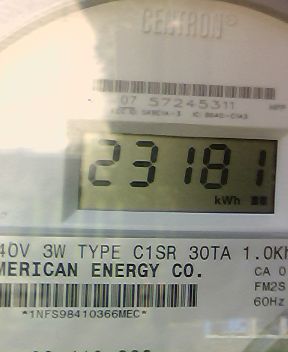 CENTRON®
07 57245311
23181
kWh
40V 3W TYPE C1SR 30TA 1.0Kh
MERICAN ENERGY CO.
CA 0
FM2S
60Hz
*1NFS98410366MEC*